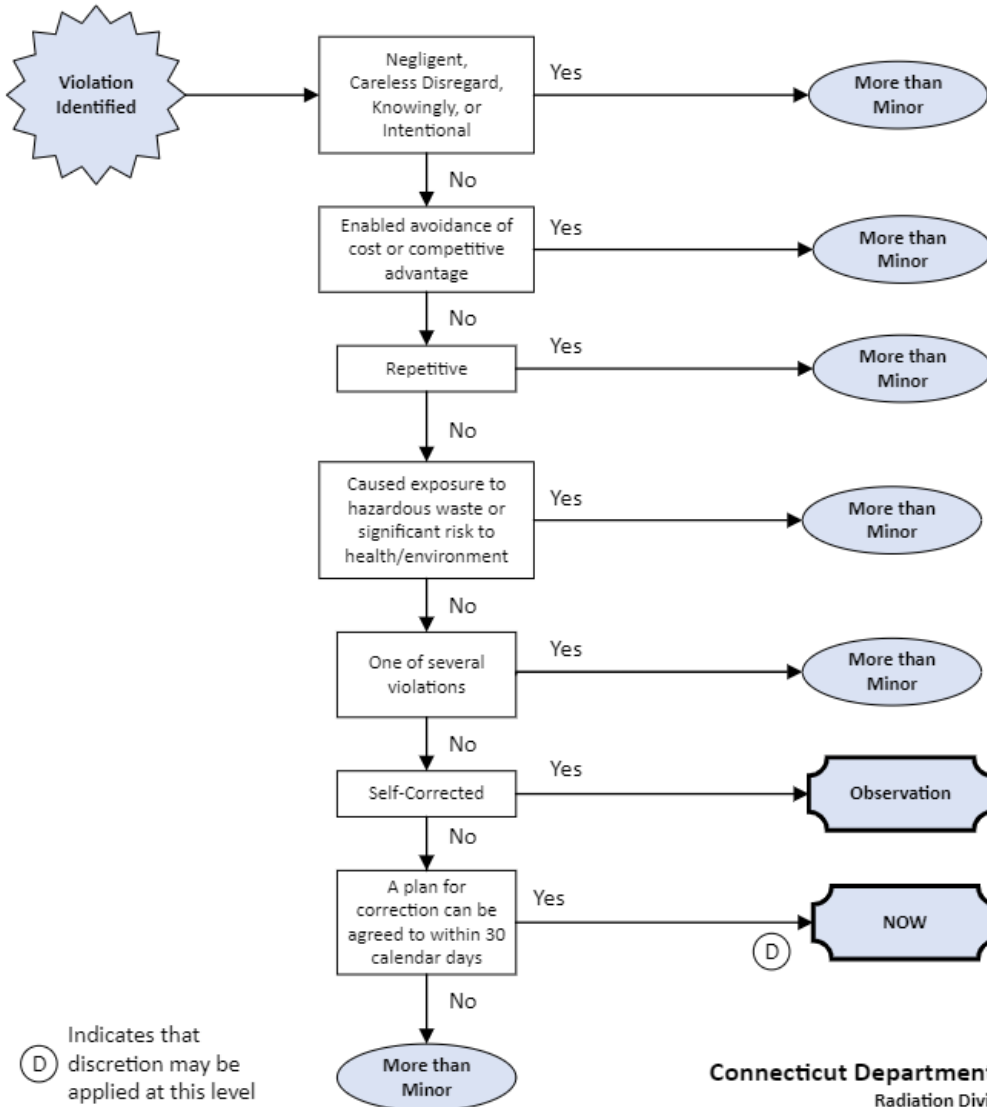 Violation
Identified
Negligent,
Careless Disregard,
Knowingly, or
Intentional
Yes
More than
Minor
No
Enabled avoidance of
cost or competitive
advantage
Yes
More than
Minor
No
Repetitive
Yes
More than
Minor
No
Caused exposure to
hazardous waste or
significant risk to
health/environment
Yes
More than
Minor
No
One of several
violations
Yes
More than
Minor
No
Self-Corrected
Yes
Observation
No
A plan for
correction can be
agreed to within 30
calendar days
Yes
D
NOW
No
More than
Minor
D
Indicates that
discretion may be
applied at this level
Connecticut Department
Radiation